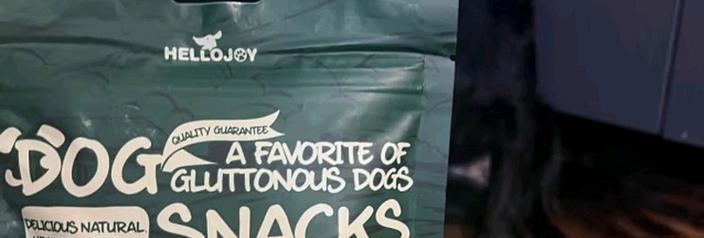 HELLOJOY
QUALITY GUARANTEE
DOG
A FAVORITE OF
GLUTTONOUS DOGS
DELICIOUS NATURAL
SNACKS